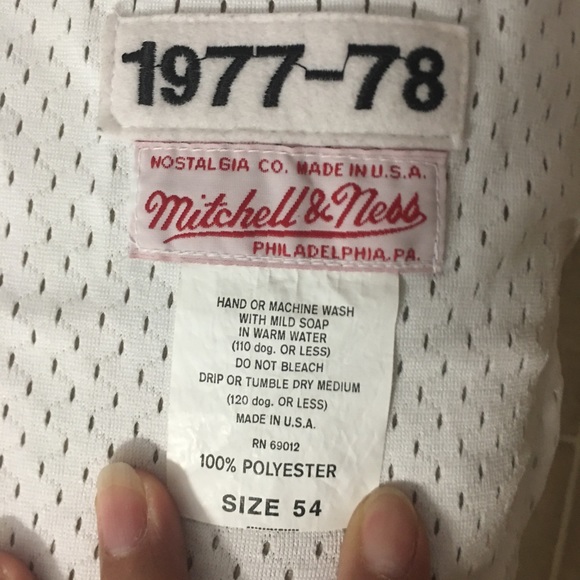 1977-78
NOSTALGIA CO. MADE IN U.S.A.
Mitchell & Ness
PHILADELPHIA, PA.
HAND OR MACHINE WASH
WITH MILD SOAP
IN WARM WATER
(110 dog. OR LESS)
DO NOT BLEACH
DRIP OR TUMBLE DRY MEDIUM
(120 dog. OR LESS)
MADE IN U.S.A.
RN 69012
100% POLYESTER
SIZE 54